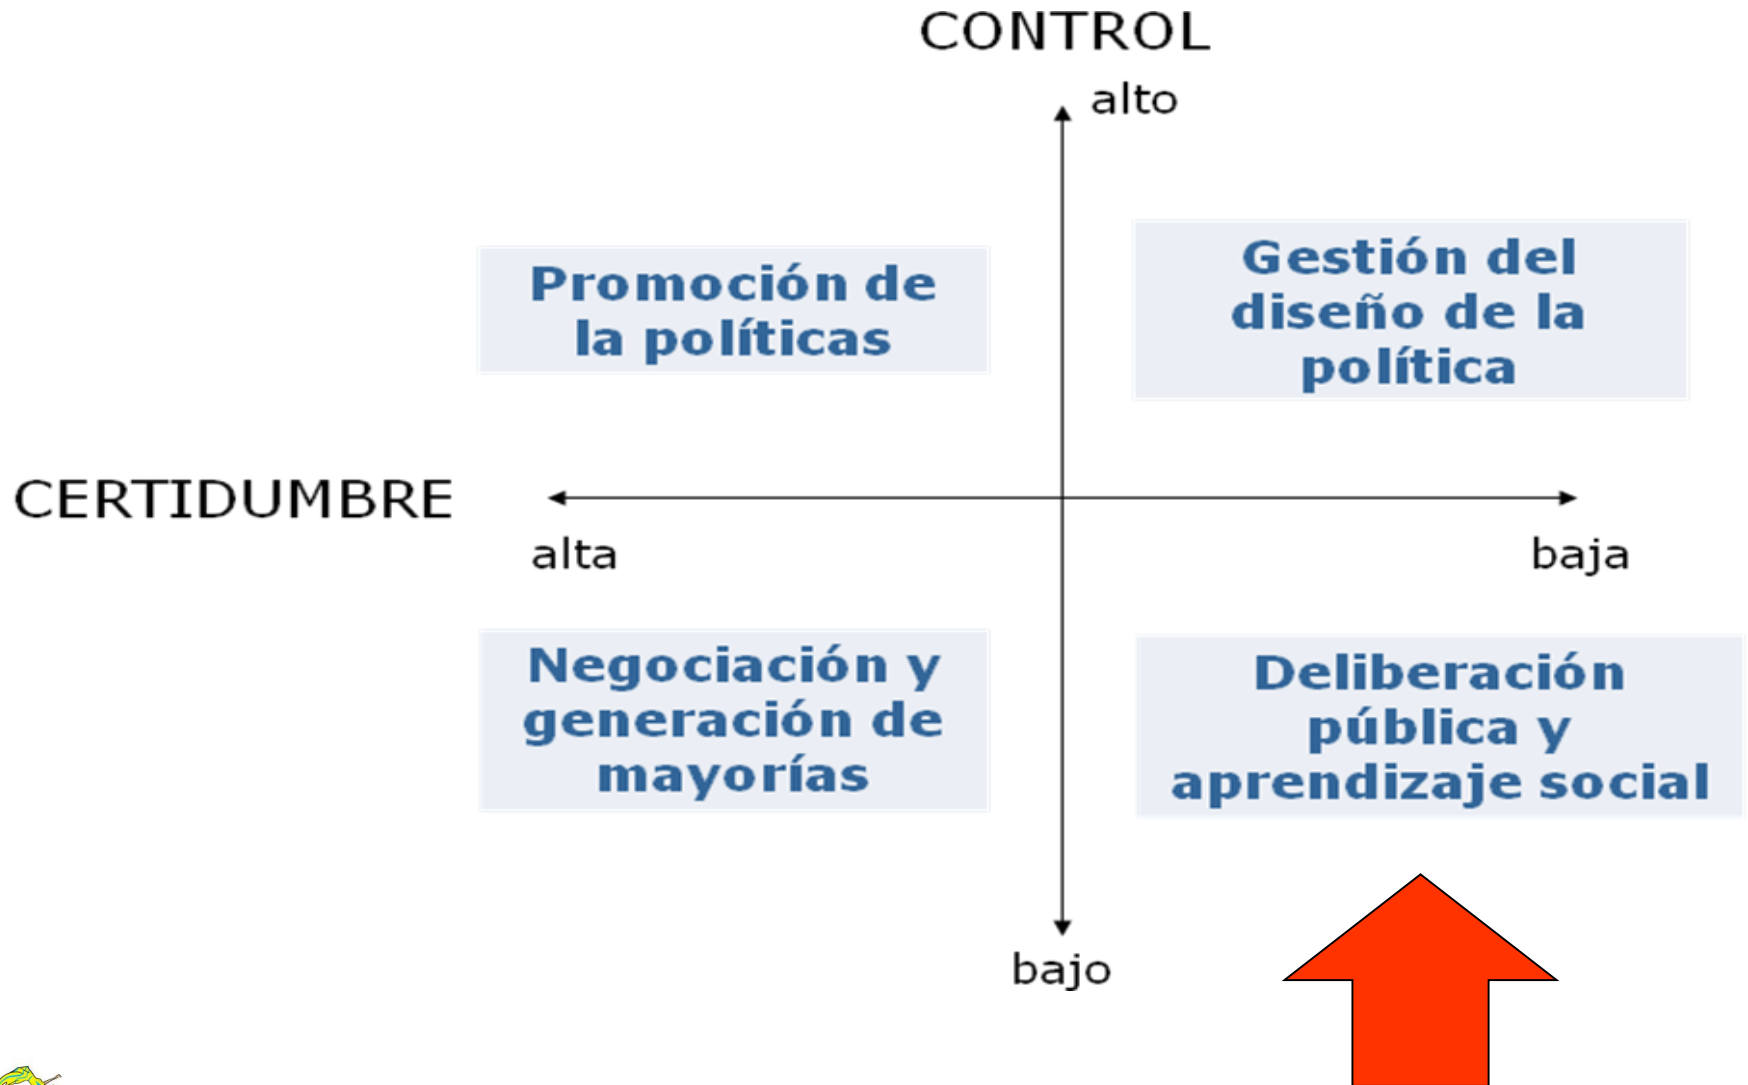 CONTROL
alto
Promoción de
la políticas
Gestión del
diseño de la
política
CERTIDUMBRE
alta
baja
Negociación y
generación de
mayorías
Deliberación
pública y
aprendizaje social
bajo